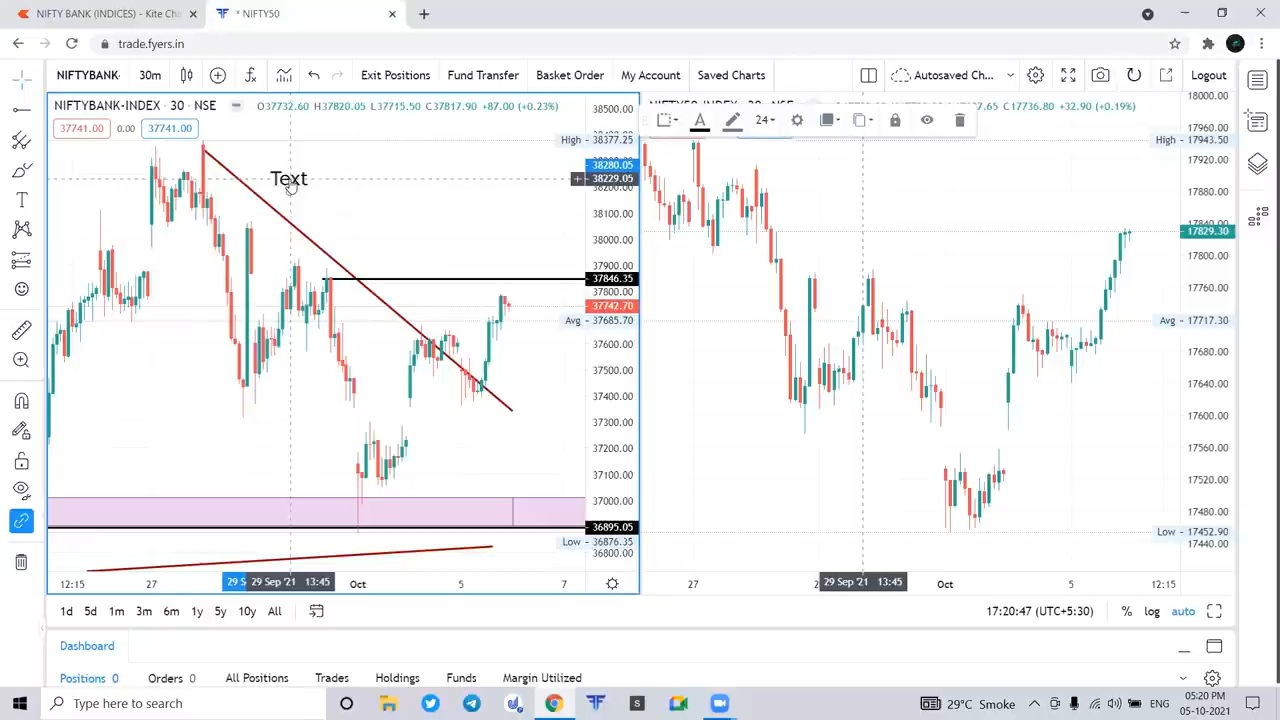 NIFTY BANK (INDICES) - Kite Cha
* NIFTY50
trade.fyers.in
NIFTYBANK- 30m Exit Positions Fund Transfer Basket Order My Account Saved Charts Autosaved Ch... Logout
NIFTYBANK-INDEX · 30 · NSE O37732.60 H37820.05 L37715.50 C37817.90 +87.00 (+0.23%)
37741.00 0.00 37741.00
C17736.80 +32.90 (+0.19%)
24
Text
38500.00
High - 38377.25
38280.05
38229.05
38200.00
38100.00
38000.00
37900.00
37846.35
37800.00
37742.70
Avg - 37685.70
37600.00
37500.00
37400.00
37300.00
37200.00
37100.00
37000.00
36895.05
Low - 36876.35
36800.00
12:15 27 29 S 29 Sep '21 13:45 Oct 5 7
18000.00
17960.00
High - 17943.50
17920.00
17880.00
17840.00
17829.30
17800.00
17760.00
Avg - 17717.30
17680.00
17640.00
17600.00
17560.00
17520.00
17480.00
Low - 17452.90
17440.00
27 2 29 Sep '21 13:45 Oct 5 12:15
1d 5d 1m 3m 6m 1y 5y 10y All 17:20:47 (UTC+5:30) % log auto
Dashboard
Positions 0 Orders 0 All Positions Trades Holdings Funds Margin Utilized
Type here to search
29°C Smoke ENG 05:20 PM
05-10-2021